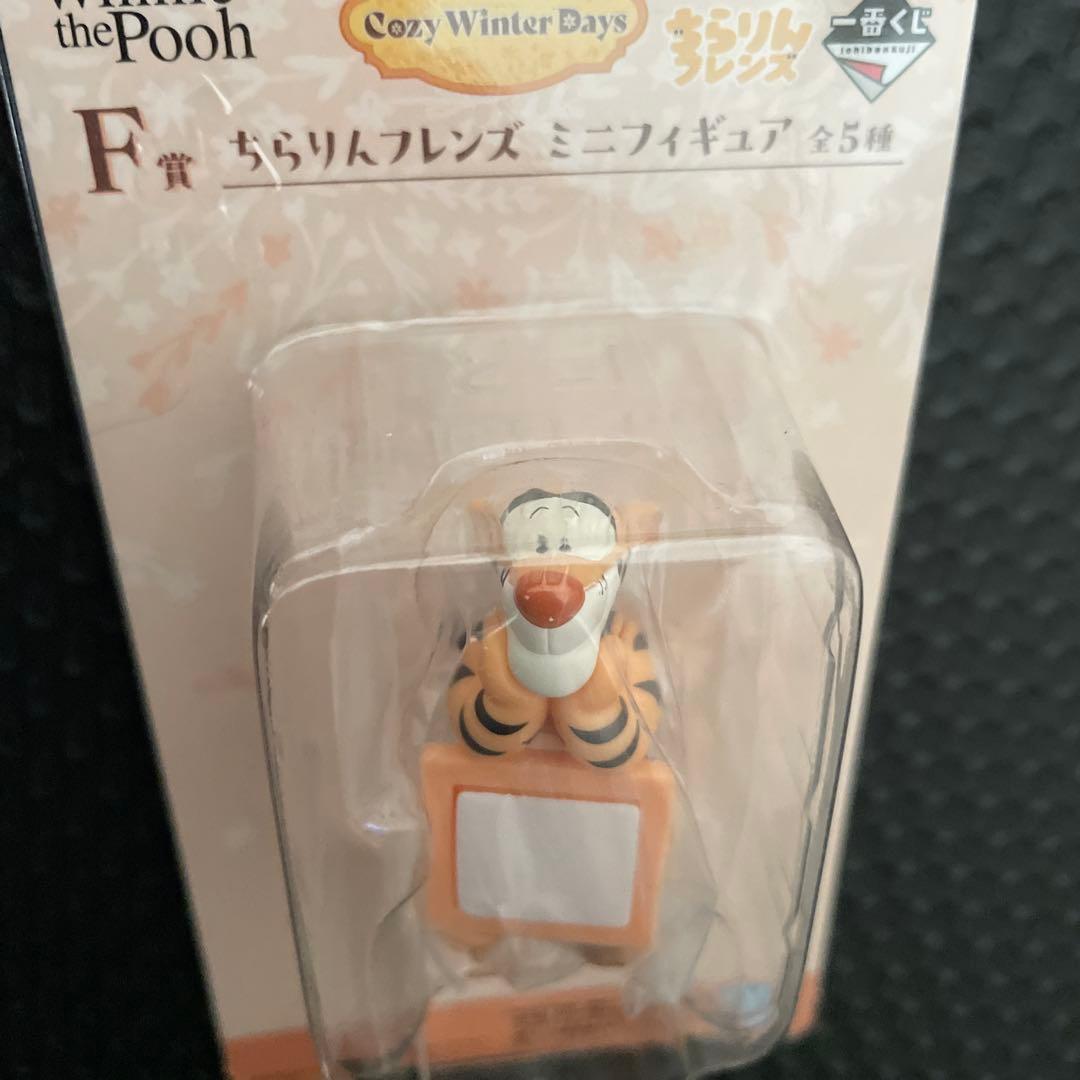 Winnie
the Pooh
Cozy Winter Days
ちらりん
フレンズ
一番くじ
ichibankuji
F賞 ちらりんフレンズ ミニフィギュア 全5種